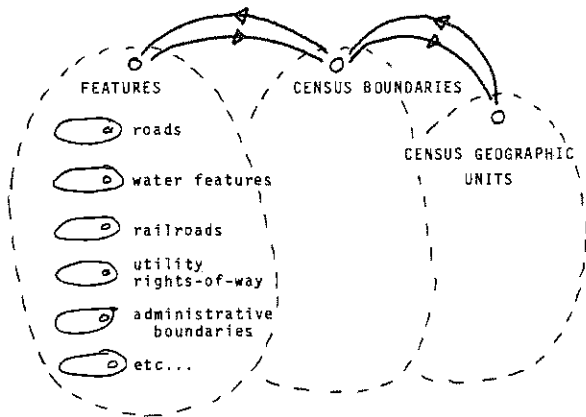 FEATURES
roads
water features
railroads
utility
rights-of-way
administrative
boundaries
etc...
CENSUS BOUNDARIES
CENSUS GEOGRAPHIC
UNITS